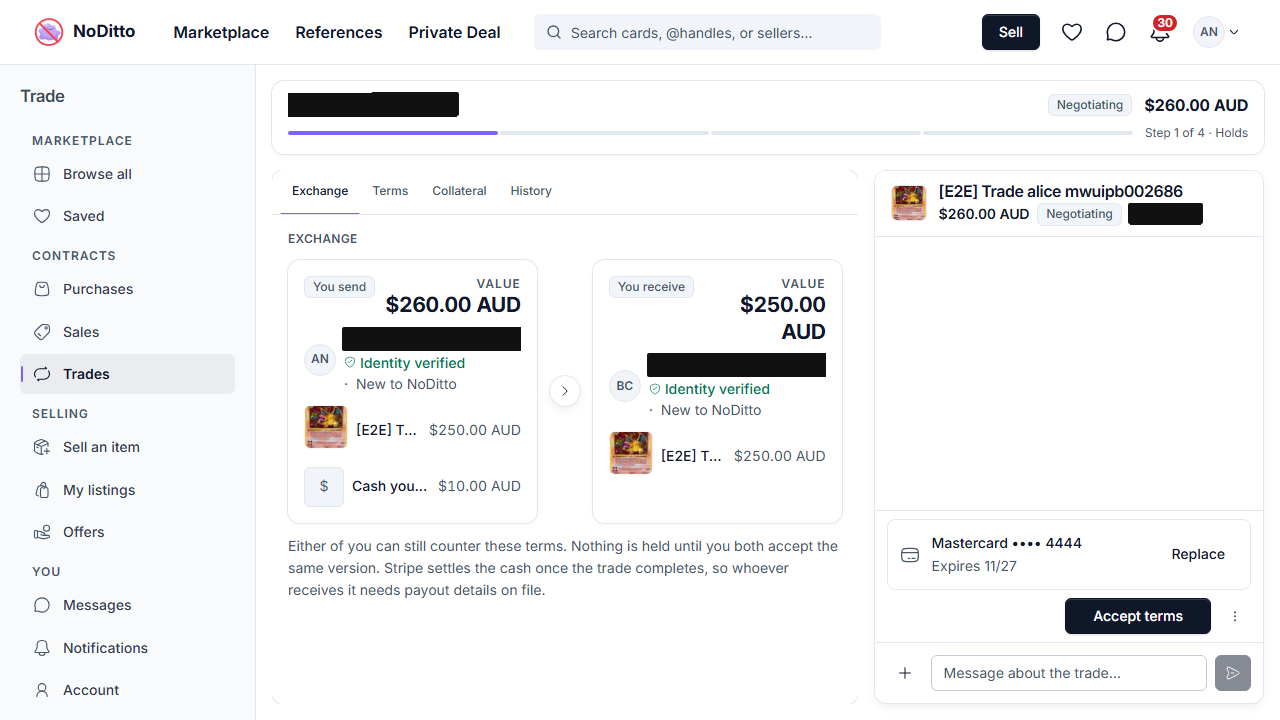 NoDitto
Marketplace
References
Private Deal
Search cards, @handles, or sellers...
Sell
30
AN
Trade
MARKETPLACE
Browse all
Saved
CONTRACTS
Purchases
Sales
Trades
SELLING
Sell an item
My listings
Offers
YOU
Messages
Notifications
Account
Negotiating
$260.00 AUD
Step 1 of 4 · Holds
Exchange
Terms
Collateral
History
EXCHANGE
You send
VALUE
$260.00 AUD
AN
Identity verified
· New to NoDitto
[E2E] T...
$250.00 AUD
$
Cash you...
$10.00 AUD
You receive
VALUE
$250.00
AUD
BC
Identity verified
· New to NoDitto
[E2E] T...
$250.00 AUD
Either of you can still counter these terms. Nothing is held until you both accept the
same version. Stripe settles the cash once the trade completes, so whoever
receives it needs payout details on file.
[E2E] Trade alice mwuipb002686
$260.00 AUD
Negotiating
Mastercard •••• 4444
Expires 11/27
Replace
Accept terms
Message about the trade...